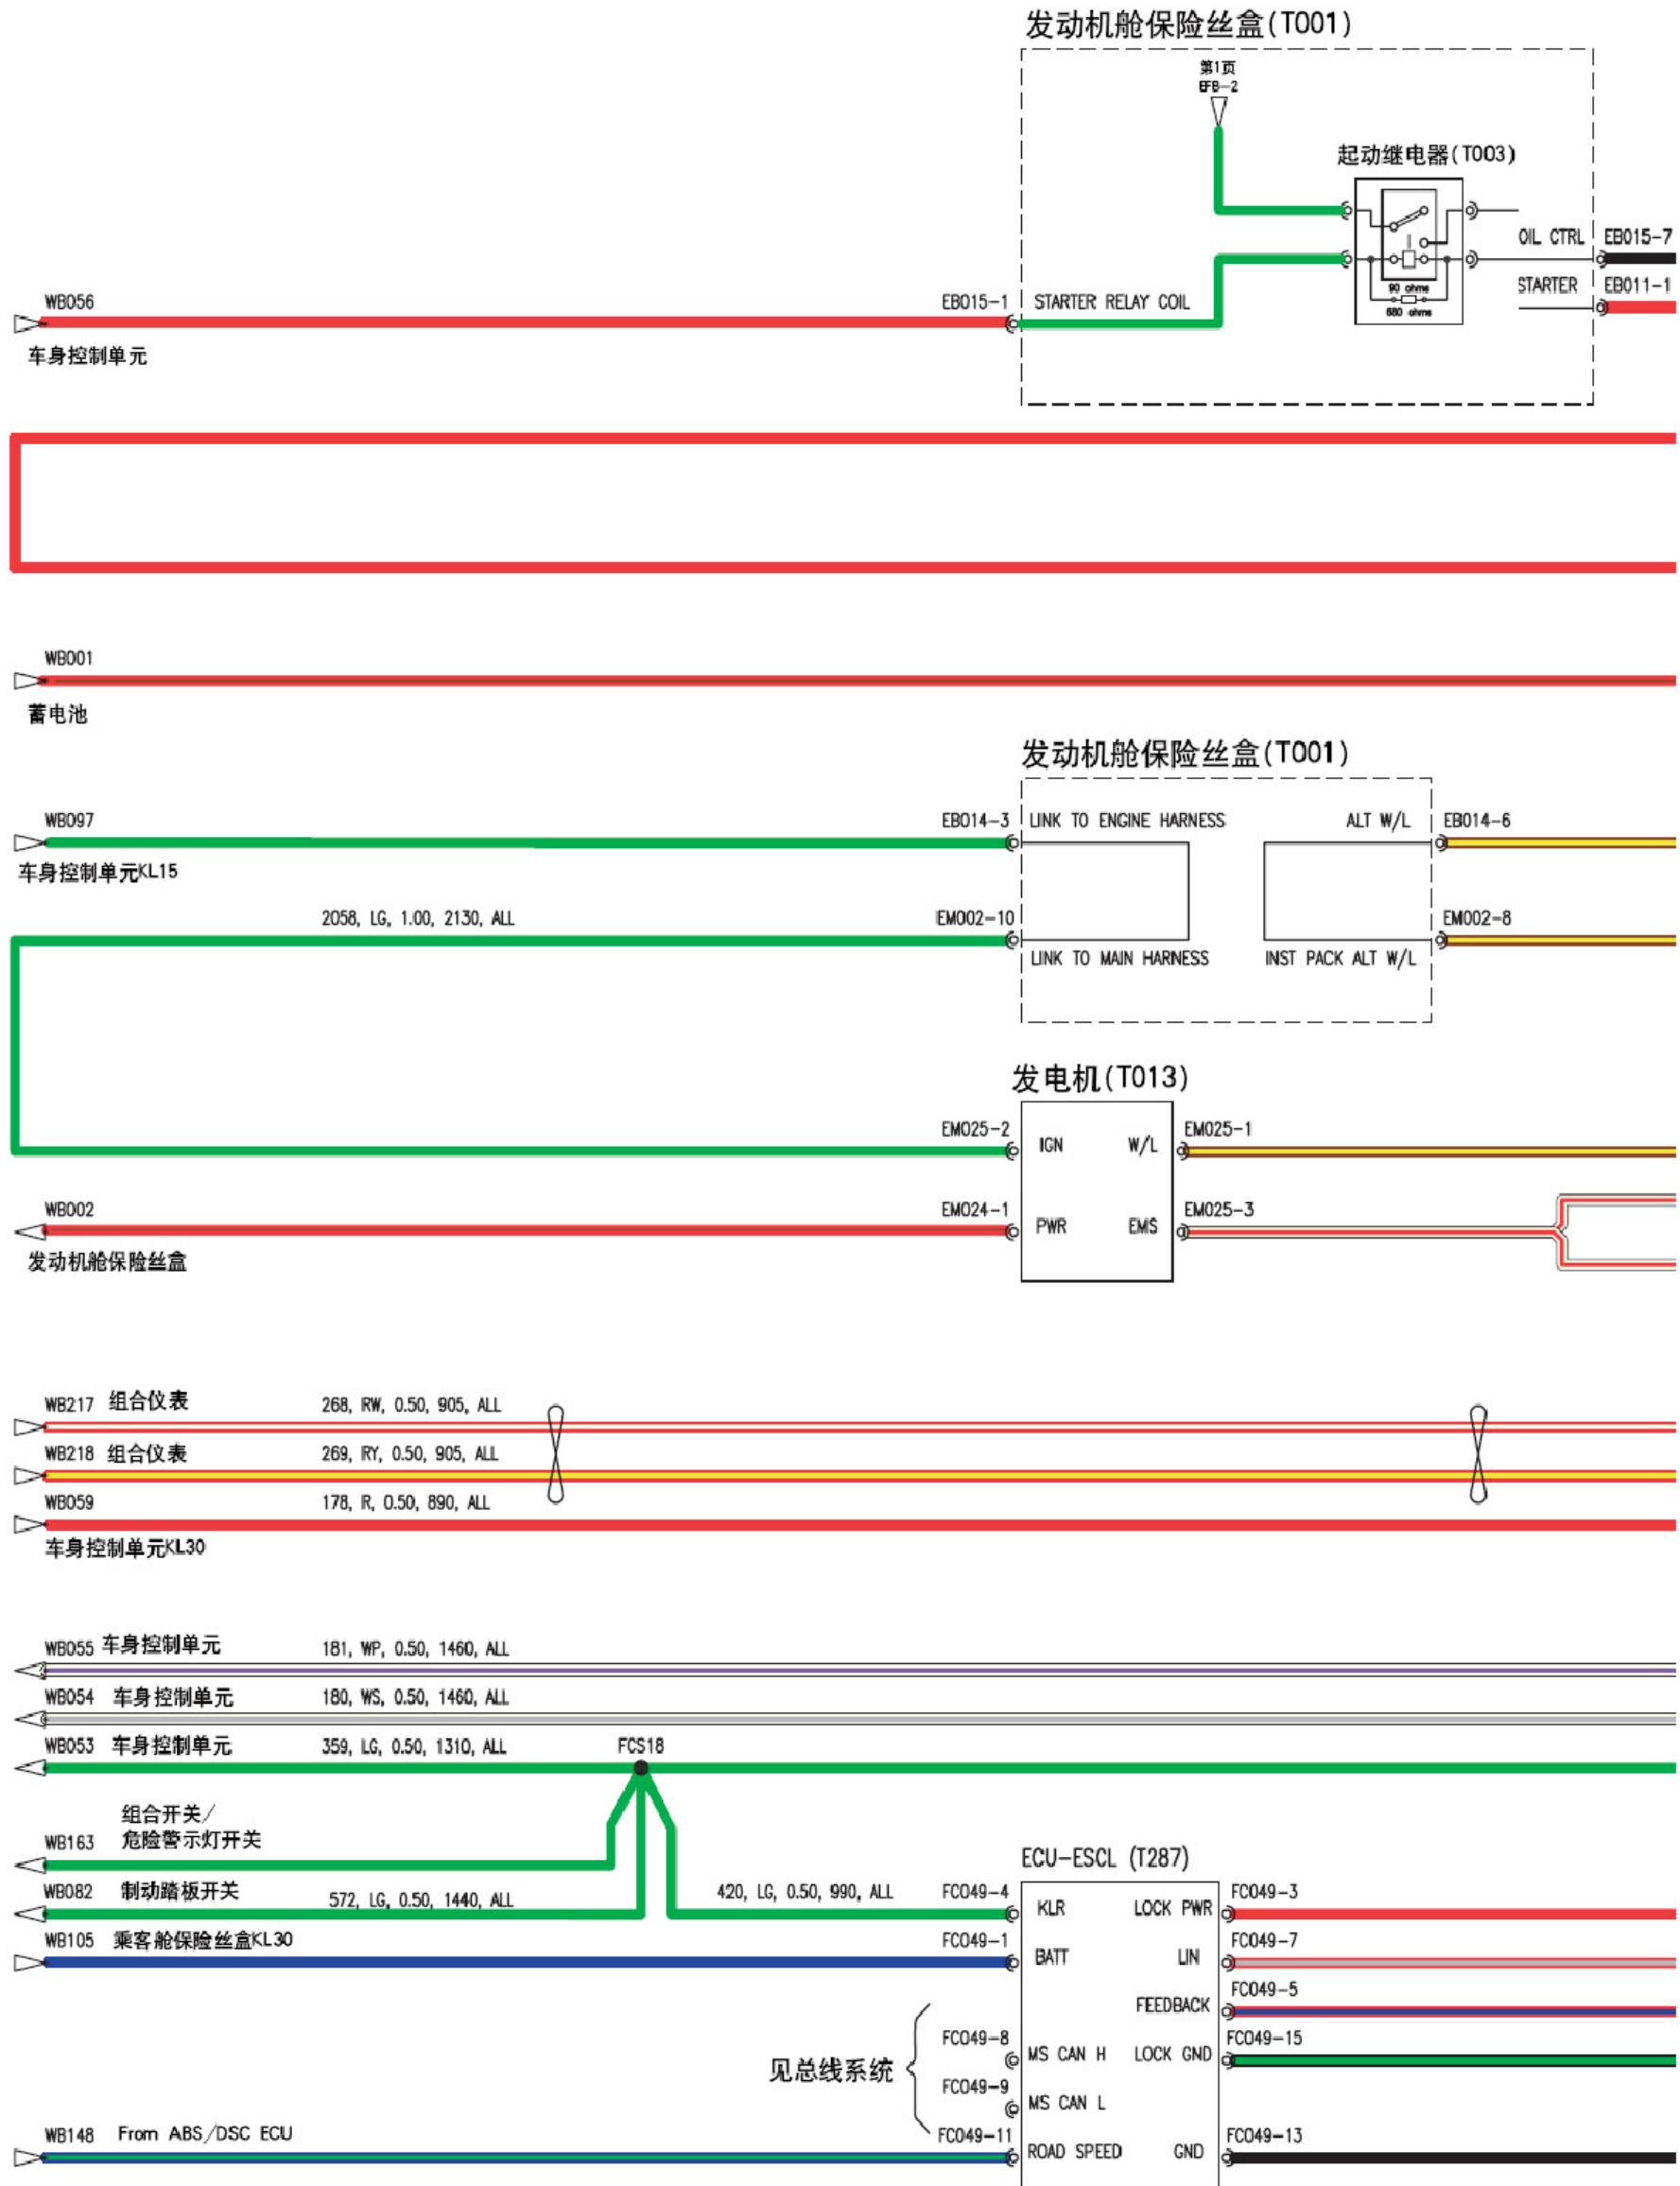 发动机舱保险丝盒(T001)
第1页
EFB-2
起动继电器(T003)
OIL CTRL EB015-7
90 ohms
STARTER EB011-1
680 ohms
WB056 EB015-1 STARTER RELAY COIL
车身控制单元
WB001
蓄电池
发动机舱保险丝盒(T001)
WB097 EB014-3 LINK TO ENGINE HARNESS ALT W/L EB014-6
车身控制单元KL15
2058, LG, 1.00, 2130, ALL EM002-10 EM002-8
LINK TO MAIN HARNESS INST PACK ALT W/L
发电机(T013)
EM025-2 IGN W/L EM025-1
WB002 EM024-1 PWR EMS EM025-3
发动机舱保险丝盒
WB217 组合仪表 268, RW, 0.50, 905, ALL
WB218 组合仪表 269, RY, 0.50, 905, ALL
WB059 178, R, 0.50, 890, ALL
车身控制单元KL30
WB055 车身控制单元 181, WP, 0.50, 1460, ALL
WB054 车身控制单元 180, WS, 0.50, 1460, ALL
WB053 车身控制单元 359, LG, 0.50, 1310, ALL FCS18
组合开关/
WB163 危险警示灯开关
ECU-ESCL (T287)
WB082 制动踏板开关 572, LG, 0.50, 1440, ALL 420, LG, 0.50, 990, ALL FC049-4 KLR LOCK PWR FC049-3
WB105 乘客舱保险丝盒KL30 FC049-1 BATT LIN FC049-7
FEEDBACK FC049-5
见总线系统 FC049-8 MS CAN H LOCK GND FC049-15
FC049-9 MS CAN L
WB148 From ABS/DSC ECU FC049-11 ROAD SPEED GND FC049-13